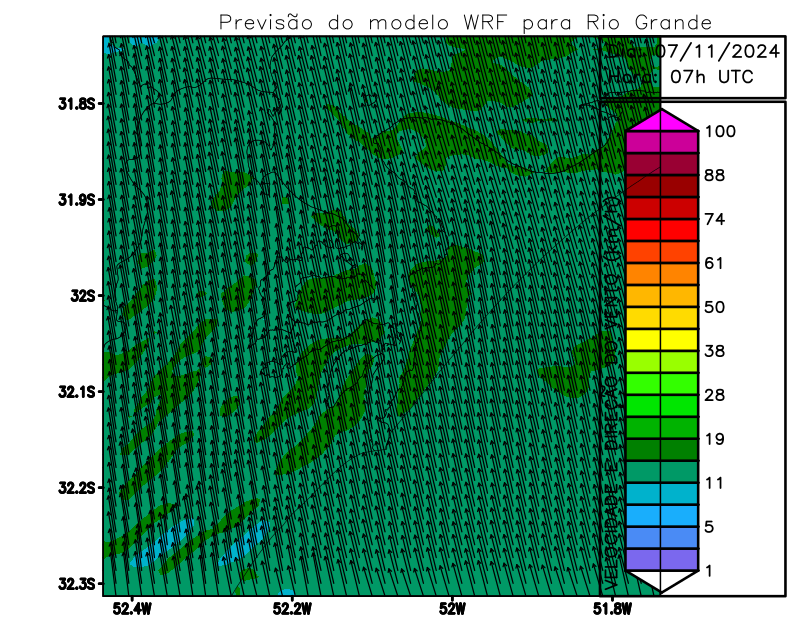 Previsão do modelo WRF para Rio Grande
Dia: 07/11/2024
Hora: 07h UTC
31.8S
31.9S
32S
32.1S
32.2S
32.3S
52.4W
52.2W
52W
51.8W
VELOCIDADE E DIREÇÃO DO VENTO (km/h)
100
88
74
61
50
38
28
19
11
5
1